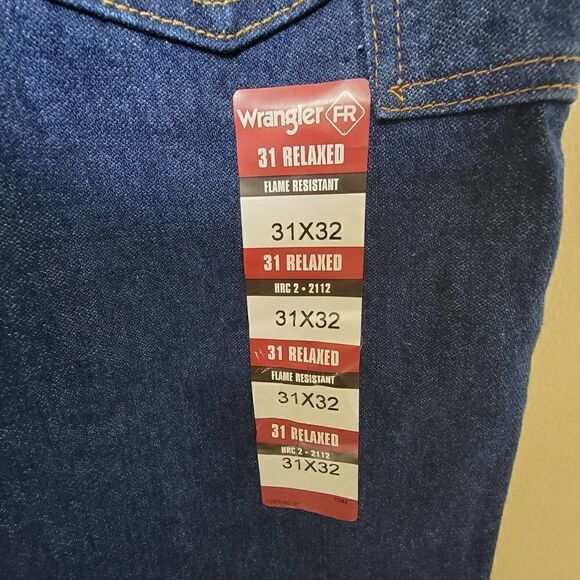 Wrangler FR
31 RELAXED
FLAME RESISTANT
31X32
31 RELAXED
HRC 2 • 2112
31X32
31 RELAXED
FLAME RESISTANT
31X32
31 RELAXED
HRC 2 • 2112
31X32